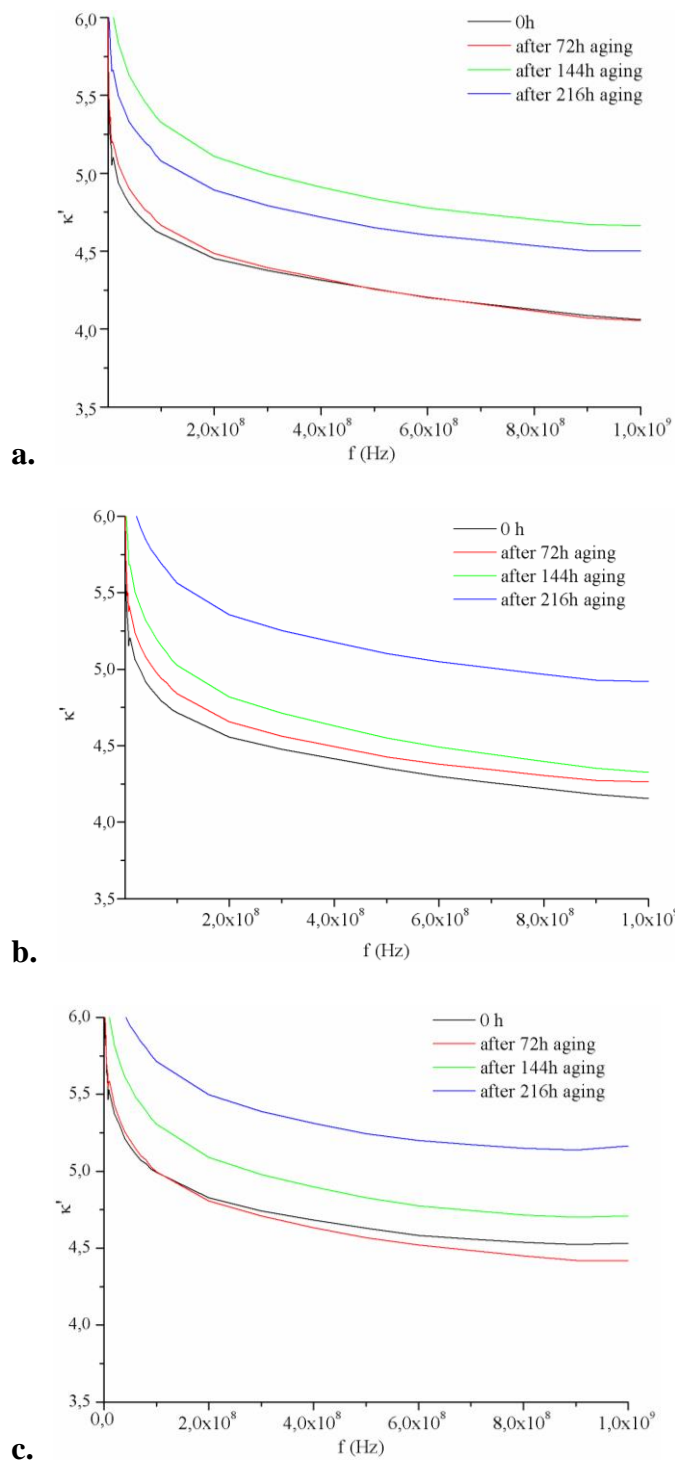 0h
after 72h aging
after 144h aging
after 216h aging
6,0
5,5
5,0
4,5
4,0
3,5
κ'
2,0x10⁸ 4,0x10⁸ 6,0x10⁸ 8,0x10⁸ 1,0x10⁹
f (Hz)
a.
0 h
after 72h aging
after 144h aging
after 216h aging
6,0
5,5
5,0
4,5
4,0
3,5
κ'
2,0x10⁸ 4,0x10⁸ 6,0x10⁸ 8,0x10⁸ 1,0x10⁹
f (Hz)
b.
0 h
after 72h aging
after 144h aging
after 216h aging
6,0
5,5
5,0
4,5
4,0
3,5
κ'
0,0 2,0x10⁸ 4,0x10⁸ 6,0x10⁸ 8,0x10⁸ 1,0x10⁹
f (Hz)
c.